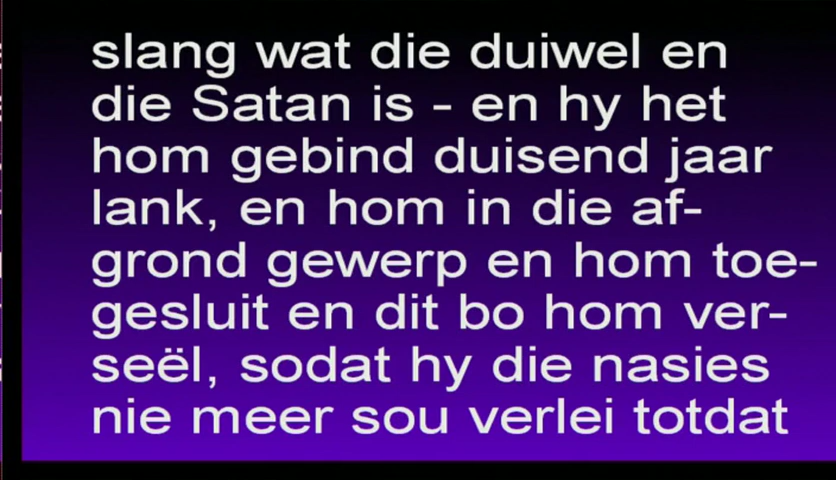 slang wat die duiwel en
die Satan is - en hy het
hom gebind duisend jaar
lank, en hom in die af-
grond gewerp en hom toe-
gesluit en dit bo hom ver-
seël, sodat hy die nasies
nie meer sou verlei totdat